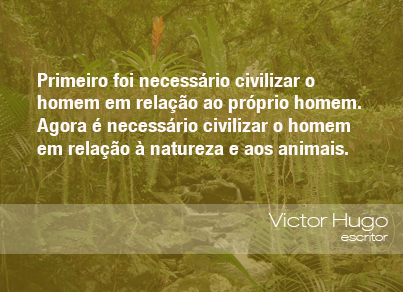 Primeiro foi necessário civilizar o
homem em relação ao próprio homem.
Agora é necessário civilizar o homem
em relação à natureza e aos animais.
Victor Hugo
escritor